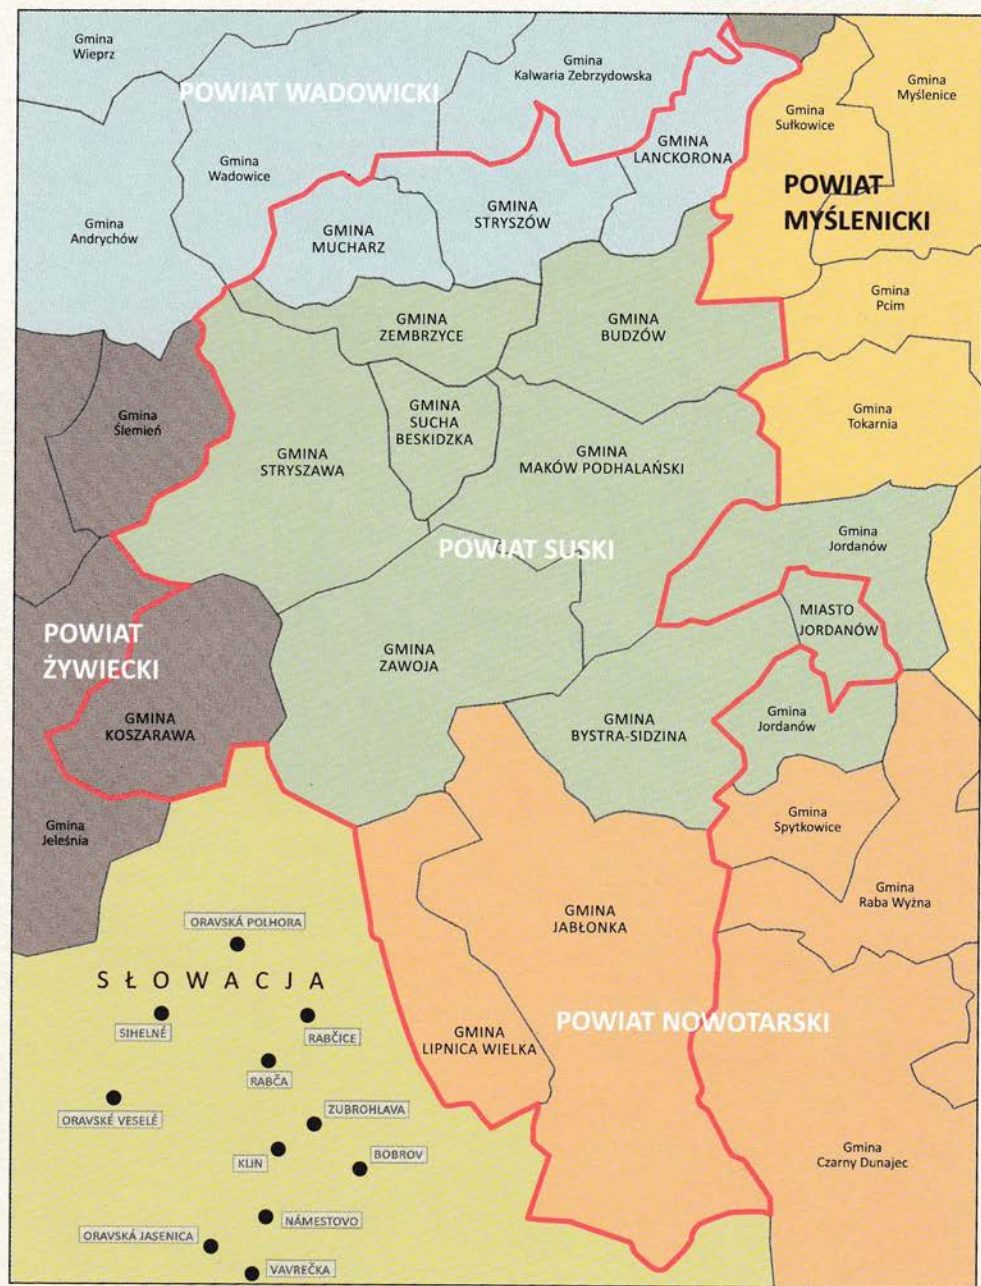 Gmina
Wieprz
POWIAT WADOWICKI
Gmina
Kalwaria Zebrzydowska
Gmina
Myślenice
Gmina
Sułkowice
GMINA
LANCKORONA
Gmina
Wadowice
POWIAT
MYŚLENICKI
GMINA
STRYSZÓW
Gmina
Andrychów
GMINA
MUCHARZ
Gmina
Pcim
GMINA
ZEMBRZYCE
GMINA
BUDZÓW
Gmina
Ślemień
GMINA
SUCHA
BESKIDZKA
Gmina
Tokarnia
GMINA
STRYSZAWA
GMINA
MAKÓW PODHALAŃSKI
POWIAT SUSKI
Gmina
Jordanów
MIASTO
JORDANÓW
POWIAT
ŻYWIECKI
GMINA
ZAWOJA
GMINA
KOSZARAWA
GMINA
BYSTRA-SIDZINA
Gmina
Jordanów
Gmina
Jeleśnia
Gmina
Spytkowice
Gmina
Raba Wyżna
GMINA
JABŁONKA
ORAVSKÁ POLHORA
SŁOWACJA
SIHELNÉ
RABČICE
GMINA
LIPNICA WIELKA
POWIAT NOWOTARSKI
RABČA
ORAVSKÉ VESELÉ
ZUBROHLAVA
KLIN
BOBROV
Gmina
Czarny Dunajec
NÁMESTOVO
ORAVSKÁ JASENICA
VAVREČKA